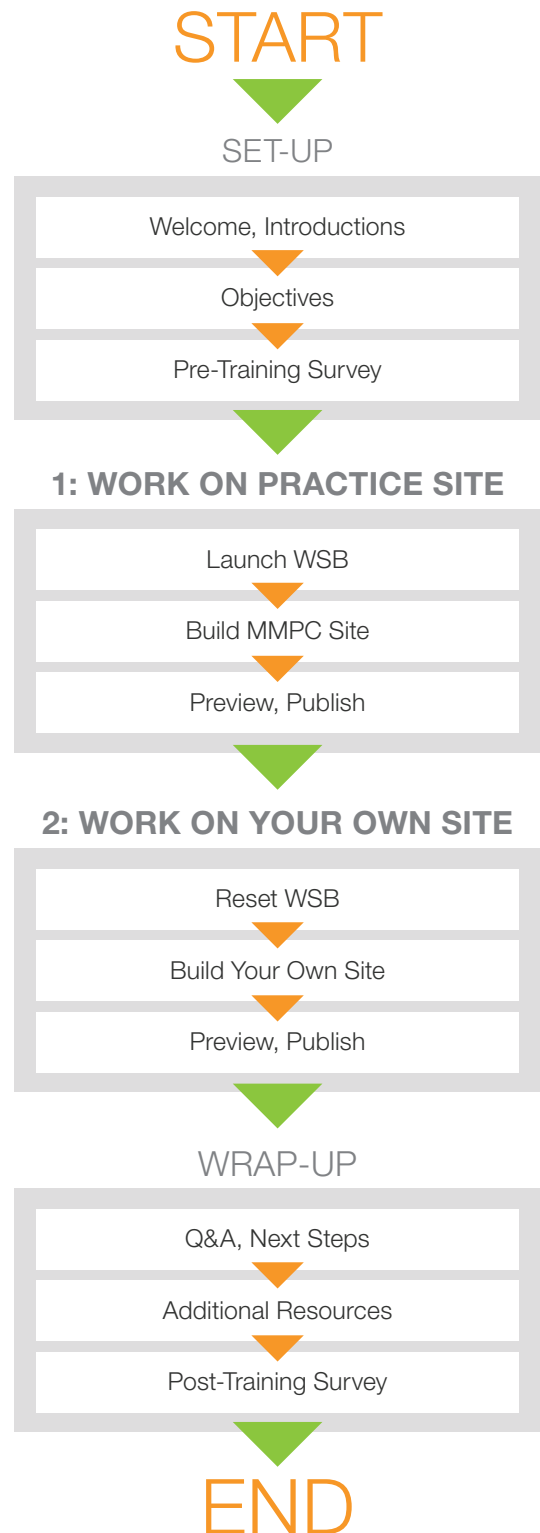 START
SET-UP
Welcome, Introductions
Objectives
Pre-Training Survey
1: WORK ON PRACTICE SITE
Launch WSB
Build MMPC Site
Preview, Publish
2: WORK ON YOUR OWN SITE
Reset WSB
Build Your Own Site
Preview, Publish
WRAP-UP
Q&A, Next Steps
Additional Resources
Post-Training Survey
END